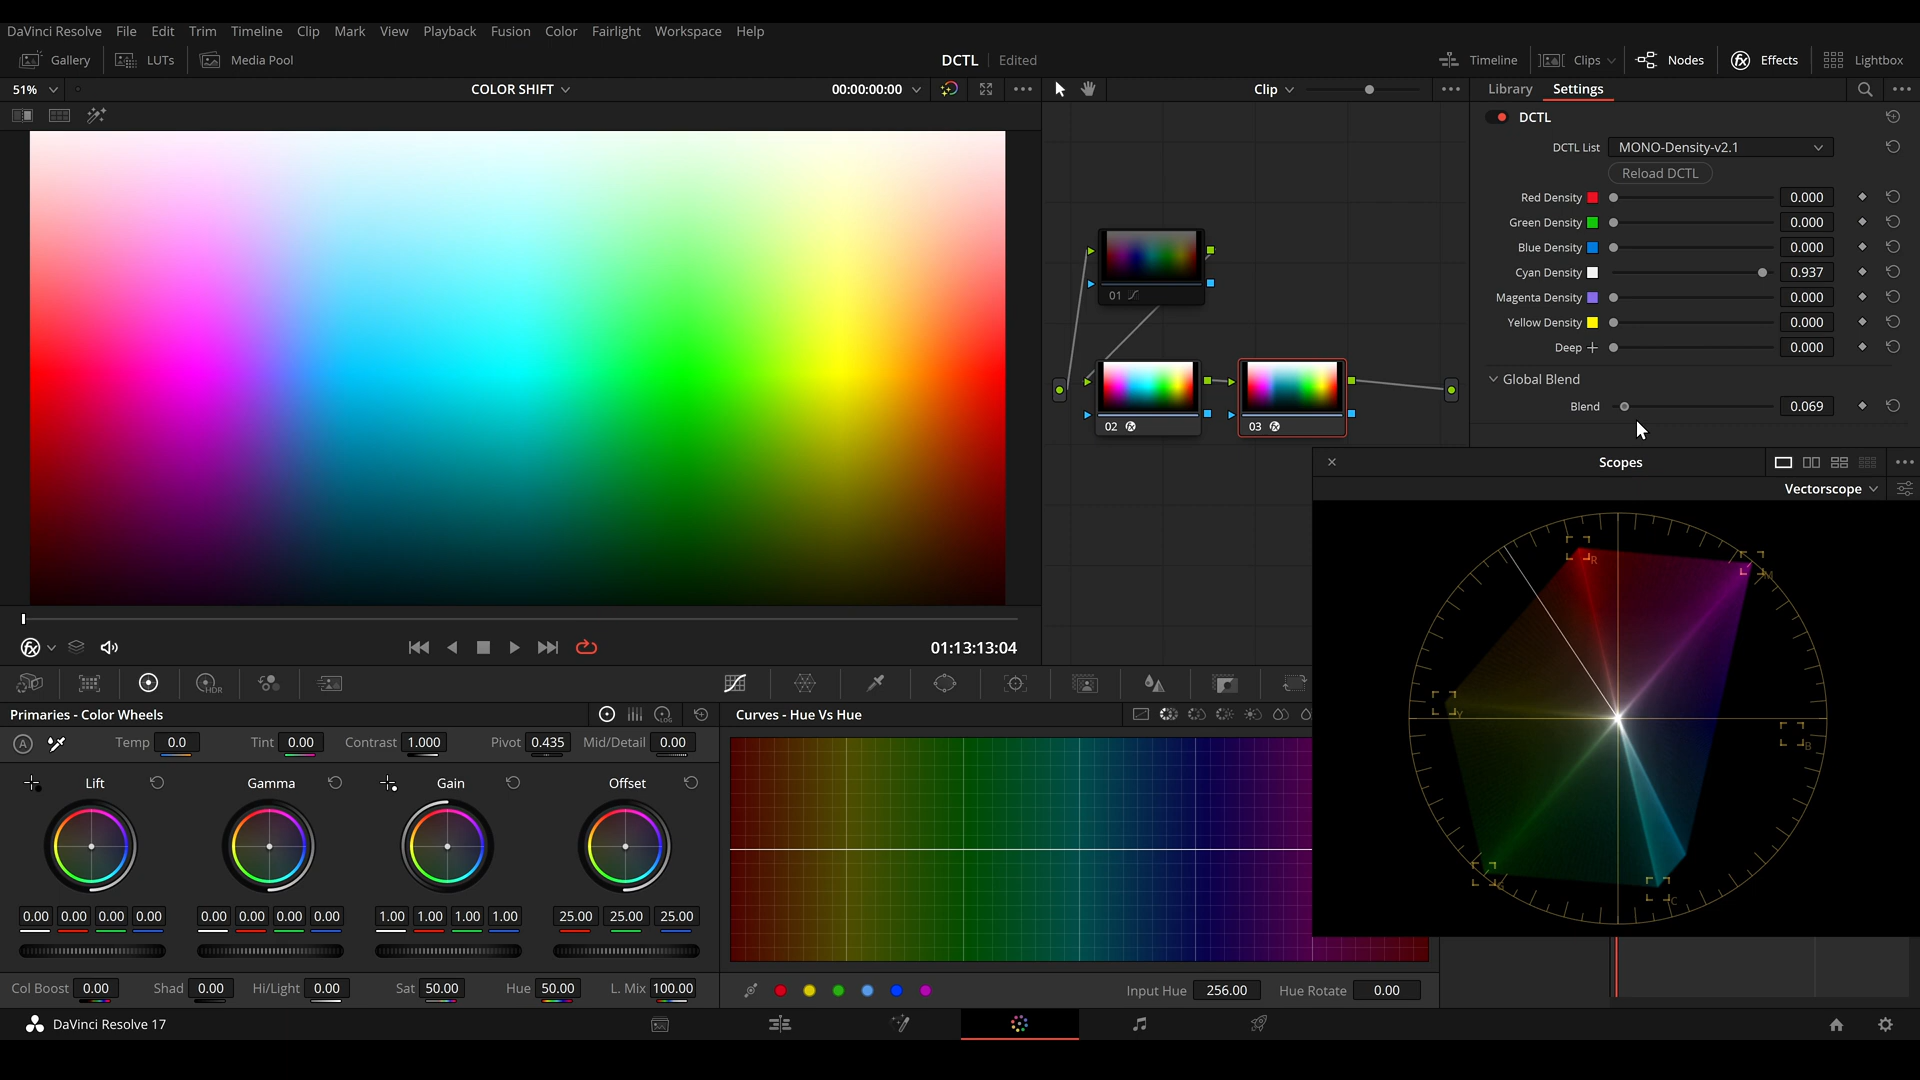 DaVinci Resolve File Edit Trim Timeline Clip Mark View Playback Fusion Color Fairlight Workspace Help
Gallery LUTs Media Pool DCTL Edited Timeline Clips Nodes Effects Lightbox
51% COLOR SHIFT 00:00:00:00 Clip Library Settings
DCTL
DCTL List MONO-Density-v2.1
Reload DCTL
Red Density 0.000
Green Density 0.000
Blue Density 0.000
Cyan Density 0.937
Magenta Density 0.000
Yellow Density 0.000
Deep 0.000
Global Blend
Blend 0.069
01
02
03
Scopes
Vectorscope
R
M
Y
B
G
C
01:13:13:04
HDR
Primaries - Color Wheels
LOG
Curves - Hue Vs Hue
A Temp 0.0 Tint 0.00 Contrast 1.000 Pivot 0.435 Mid/Detail 0.00
Lift Gamma Gain Offset
0.00 0.00 0.00 0.00 0.00 0.00 0.00 0.00 1.00 1.00 1.00 1.00 25.00 25.00 25.00
Col Boost 0.00 Shad 0.00 Hi/Light 0.00 Sat 50.00 Hue 50.00 L. Mix 100.00
Input Hue 256.00 Hue Rotate 0.00
DaVinci Resolve 17